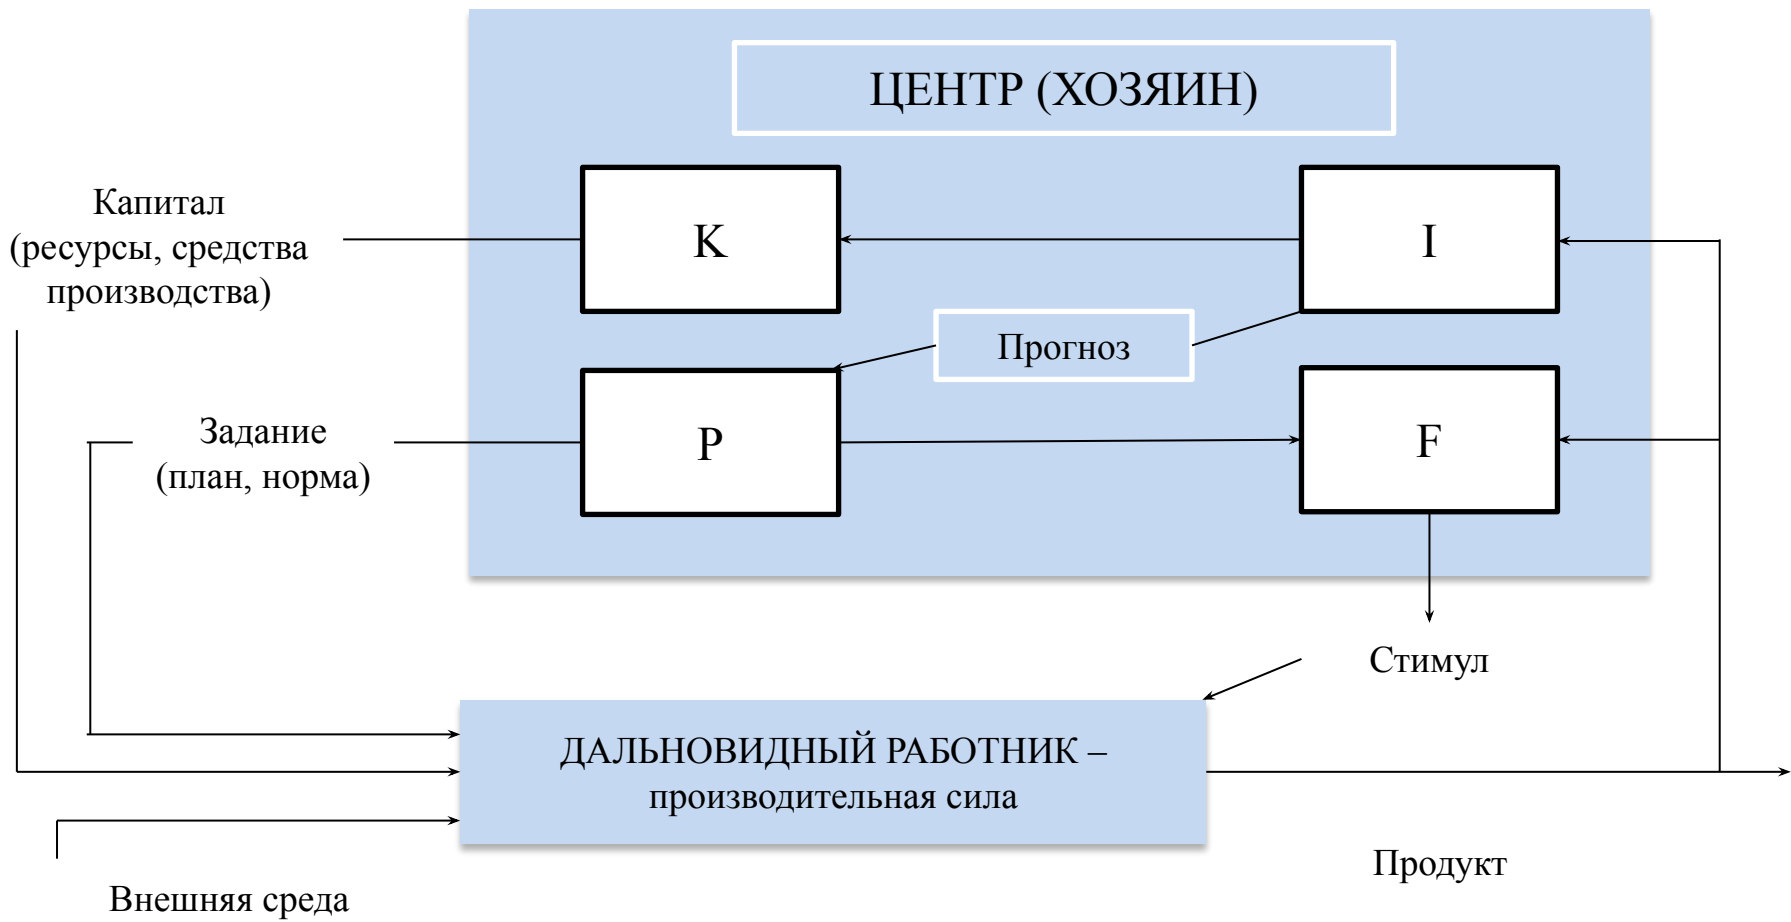 ЦЕНТР (ХОЗЯИН)
Капитал
(ресурсы, средства
производства)
K
I
Прогноз
Задание
(план, норма)
P
F
Стимул
ДАЛЬНОВИДНЫЙ РАБОТНИК –
производительная сила
Продукт
Внешняя среда